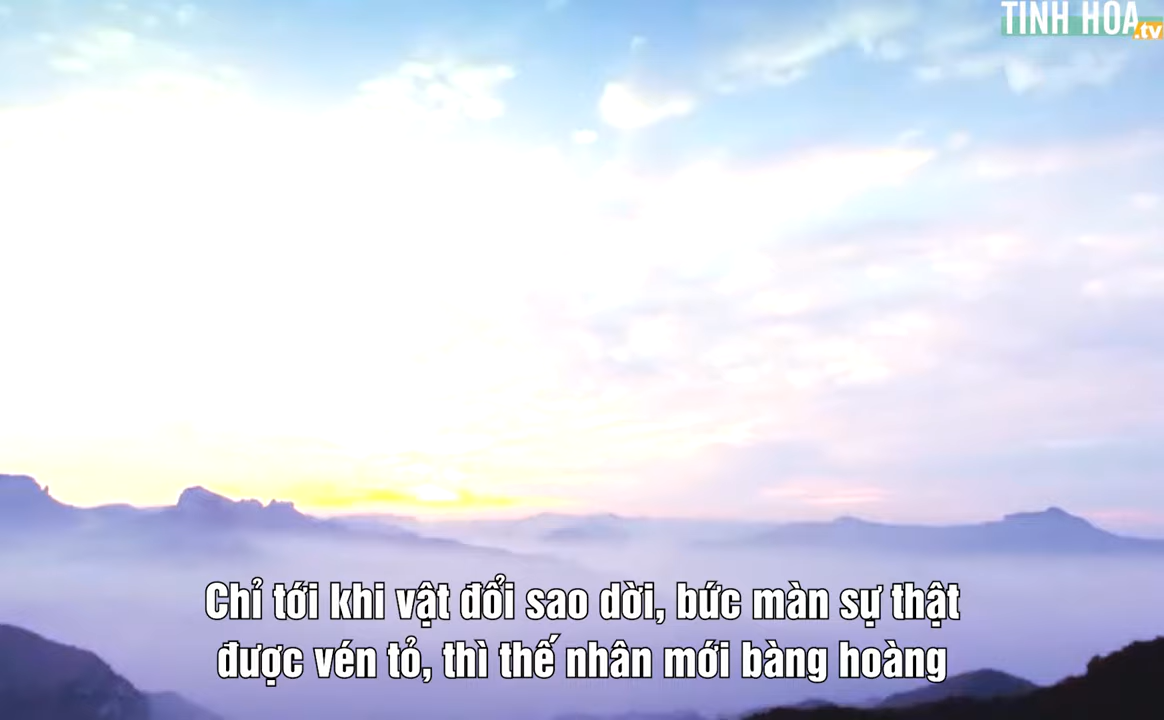 TINH HOA
.tv
Chỉ tới khi vật đổi sao dời, bức màn sự thật
được vén tỏ, thì thế nhân mới bàng hoàng